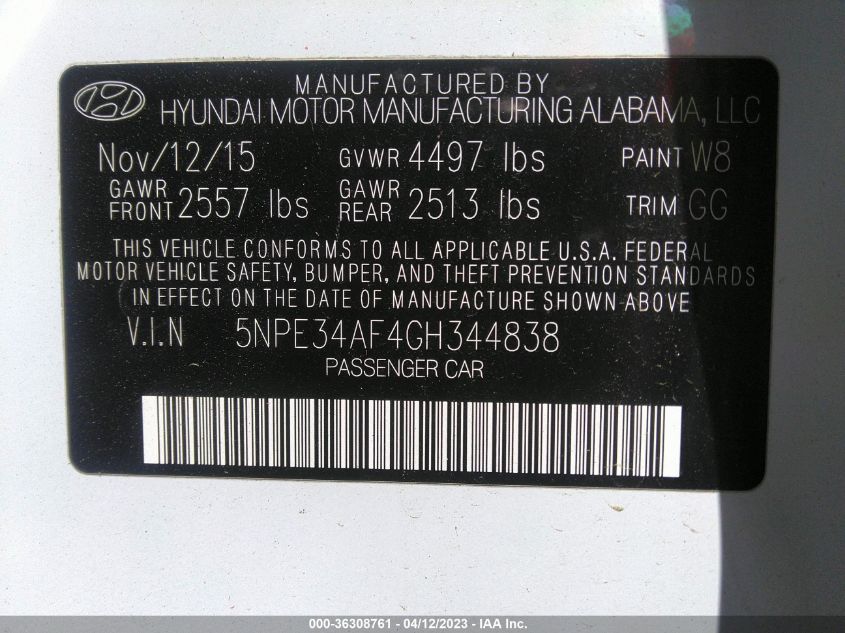 MANUFACTURED BY
HYUNDAI MOTOR MANUFACTURING ALABAMA, LLC
Nov/12/15 GVWR 4497 lbs PAINT W8
GAWR FRONT 2557 lbs GAWR REAR 2513 lbs TRIM GG
THIS VEHICLE CONFORMS TO ALL APPLICABLE U.S.A. FEDERAL
MOTOR VEHICLE SAFETY, BUMPER, AND THEFT PREVENTION STANDARDS
IN EFFECT ON THE DATE OF MANUFACTURE SHOWN ABOVE
V.I.N 5NPE34AF4GH344838
PASSENGER CAR
000-36308761 - 04/12/2023 - IAA Inc.